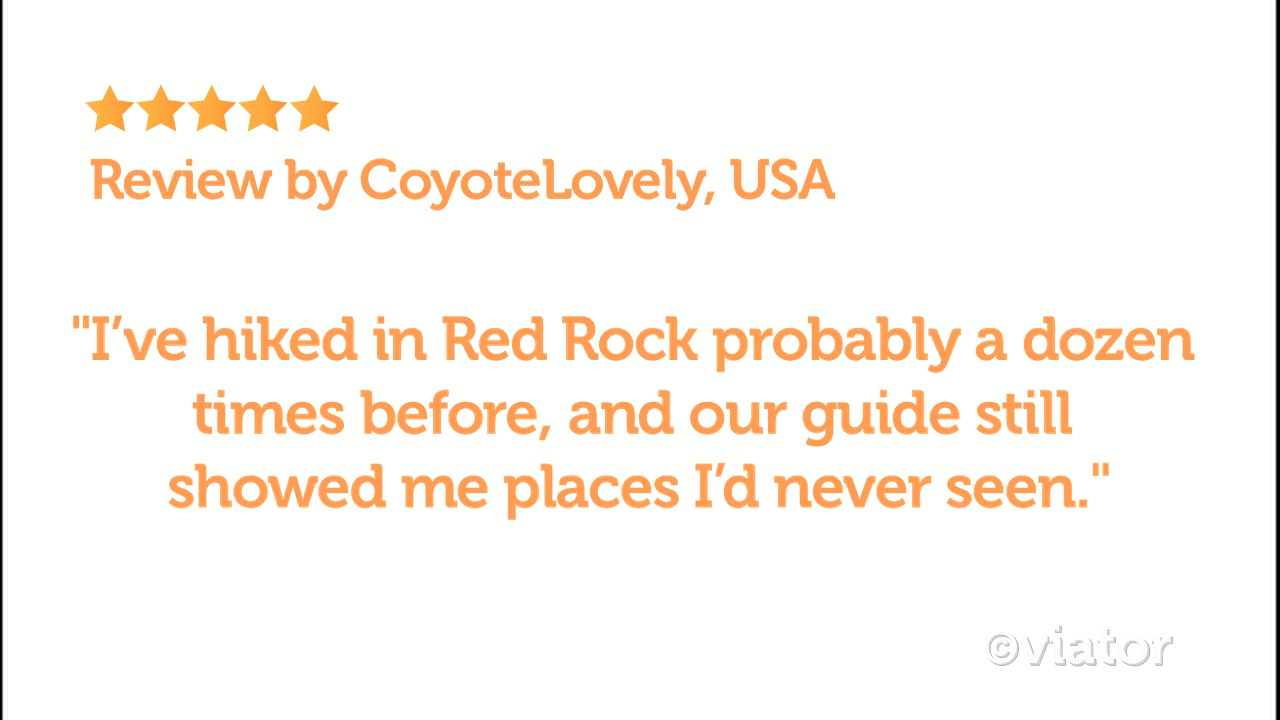 Review by CoyoteLovely, USA
"I’ve hiked in Red Rock probably a dozen
times before, and our guide still
showed me places I’d never seen."
©viator